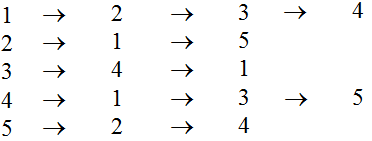 1 → 2 → 3 → 4
2 → 1 → 5
3 → 4 → 1
4 → 1 → 3 → 5
5 → 2 → 4